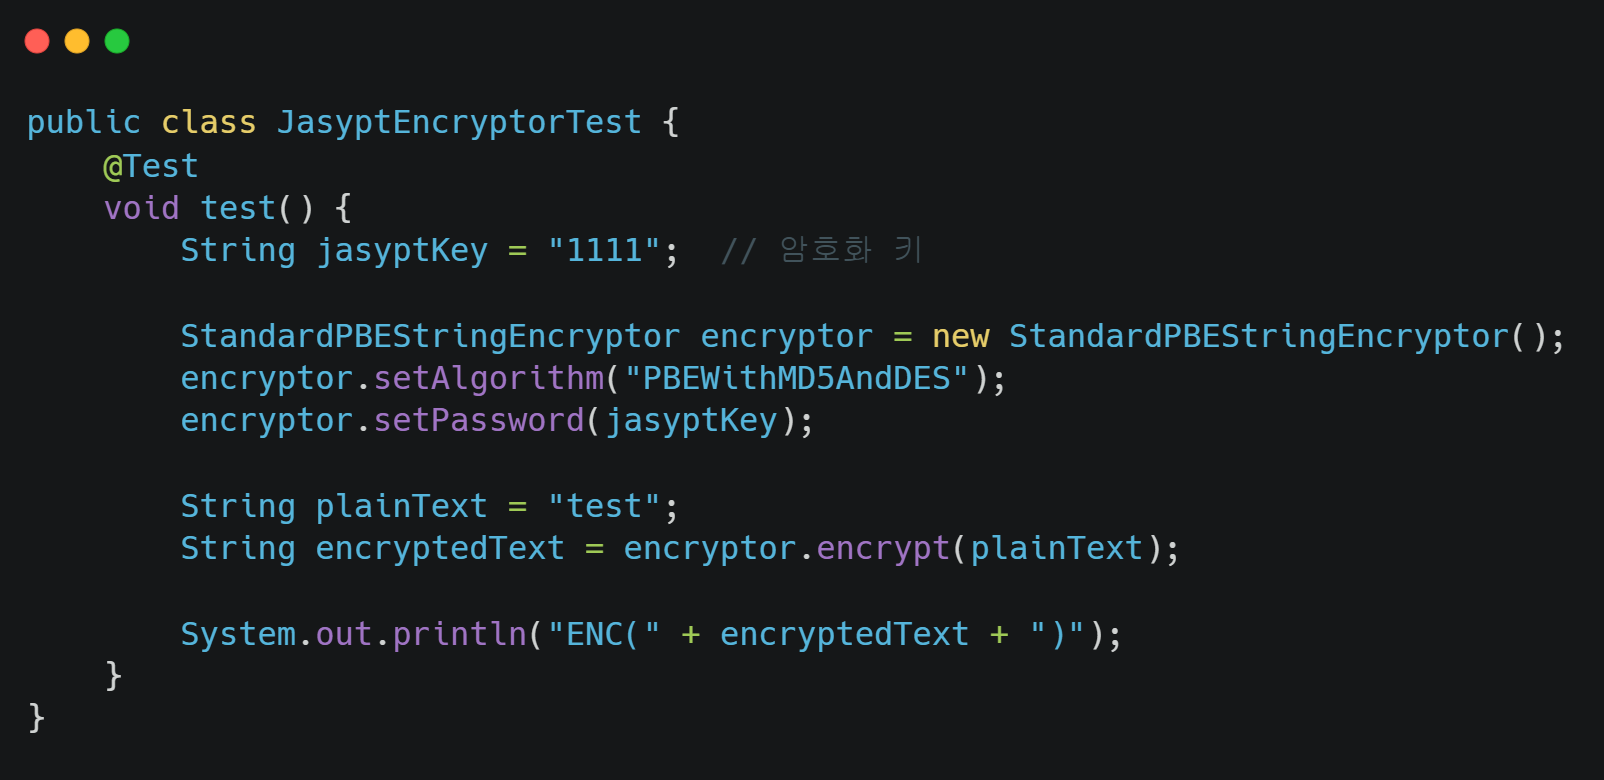 public class JasyptEncryptorTest {
    @Test
    void test() {
        String jasyptKey = "1111";  // 암호화 키
        StandardPBEStringEncryptor encryptor = new StandardPBEStringEncryptor();
        encryptor.setAlgorithm("PBEWithMD5AndDES");
        encryptor.setPassword(jasyptKey);
        String plainText = "test";
        String encryptedText = encryptor.encrypt(plainText);
        System.out.println("ENC(" + encryptedText + ")");
    }
}